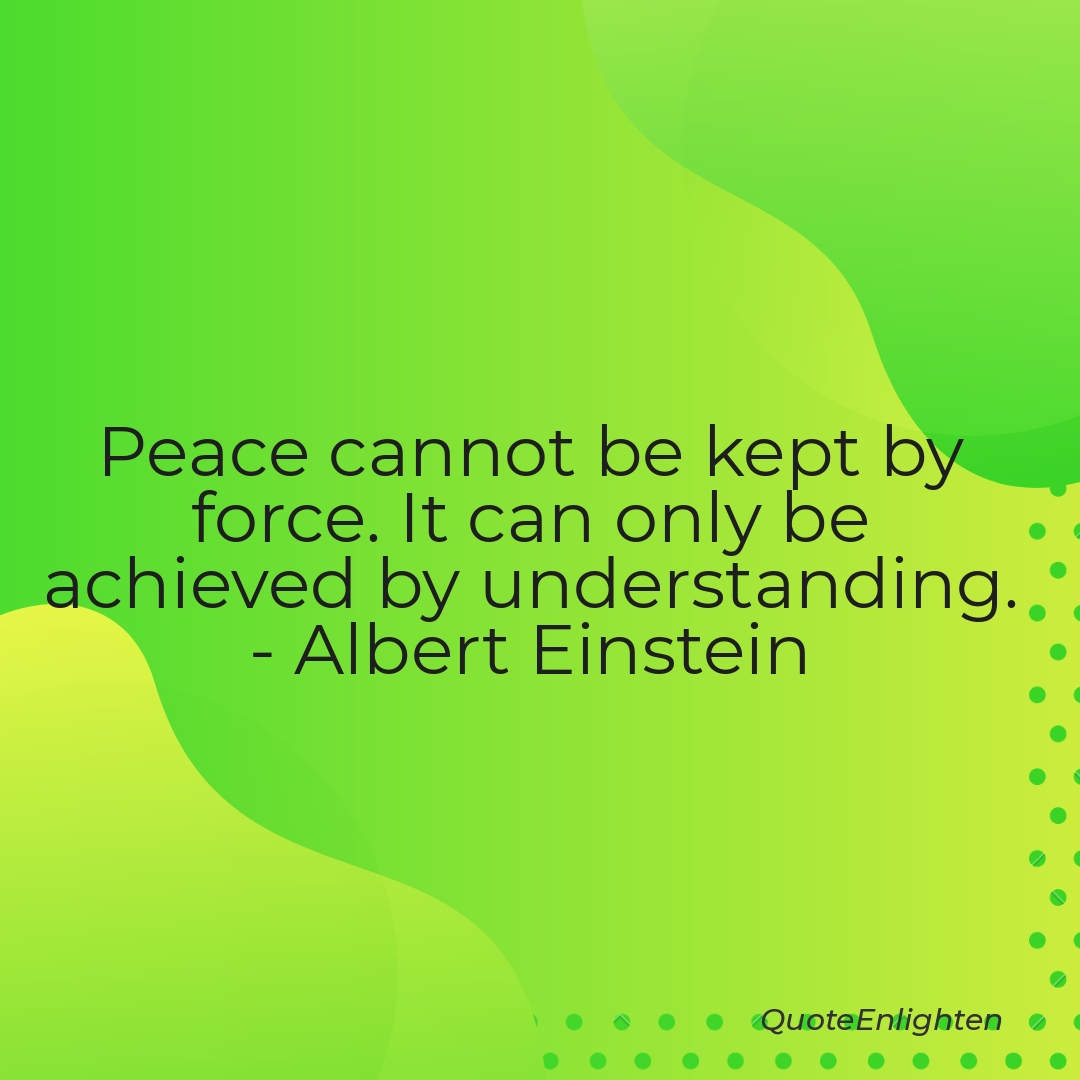 Peace cannot be kept by
force. It can only be
achieved by understanding.
- Albert Einstein
QuoteEnlighten